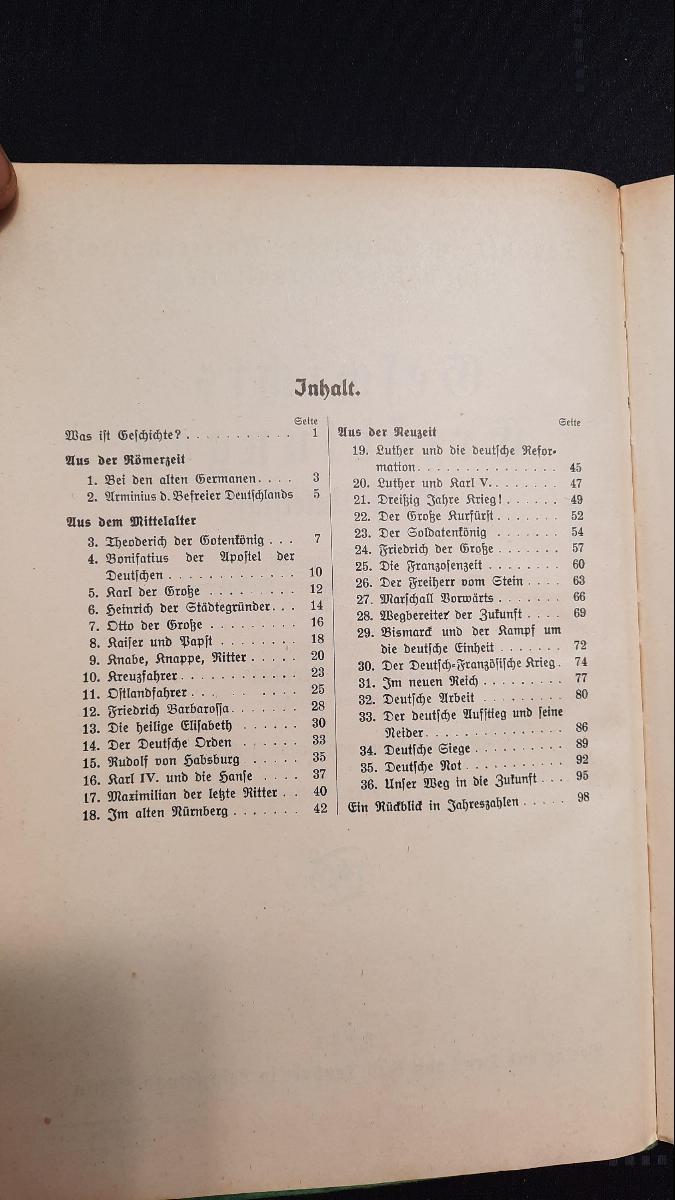 Inhalt.
Seite
Was ist Geschichte? . . . . . . . . . . . 1
Aus der Römerzeit
1. Bei den alten Germanen. . . . . 3
2. Arminius d. Befreier Deutschlands 5
Aus dem Mittelalter
3. Theoderich der Gotenkönig . . . 7
4. Bonifatius der Apostel der
Deutschen . . . . . . . . . . . . 10
5. Karl der Große . . . . . . . . . 12
6. Heinrich der Städtegründer. . . . 14
7. Otto der Große . . . . . . . . . 16
8. Kaiser und Papst . . . . . . . . 18
9. Knabe, Knappe, Ritter . . . . . 20
10. Kreuzfahrer . . . . . . . . . . . 23
11. Ostlandfahrer . . . . . . . . . 25
12. Friedrich Barbarossa. . . . . . . 28
13. Die heilige Elisabeth . . . . . . 30
14. Der Deutsche Orden . . . . . . 33
15. Rudolf von Habsburg . . . . . 35
16. Karl IV. und die Hanse . . . . 37
17. Maximilian der letzte Ritter . . 40
18. Im alten Nürnberg . . . . . . . 42
Seite
Aus der Neuzeit
19. Luther und die deutsche Refor-
mation . . . . . . . . . . . . . . 45
20. Luther und Karl V. . . . . . . . 47
21. Dreißig Jahre Krieg! . . . . . . 49
22. Der Große Kurfürst . . . . . . . 52
23. Der Soldatenkönig . . . . . . . 54
24. Friedrich der Große . . . . . . . 57
25. Die Franzosenzeit . . . . . . . . 60
26. Der Freiherr vom Stein . . . . 63
27. Marschall Vorwärts . . . . . . . 66
28. Wegbereiter der Zukunft . . . . 69
29. Bismarck und der Kampf um
die deutsche Einheit . . . . . . . 72
30. Der Deutsch-Französische Krieg . 74
31. Im neuen Reich . . . . . . . . . 77
32. Deutsche Arbeit . . . . . . . . . 80
33. Der deutsche Aufstieg und seine
Neider. . . . . . . . . . . . . . 86
34. Deutsche Siege . . . . . . . . . . 89
35. Deutsche Not . . . . . . . . . . . 92
36. Unser Weg in die Zukunft . . . 95
Ein Rückblick in Jahreszahlen . . . . . 98